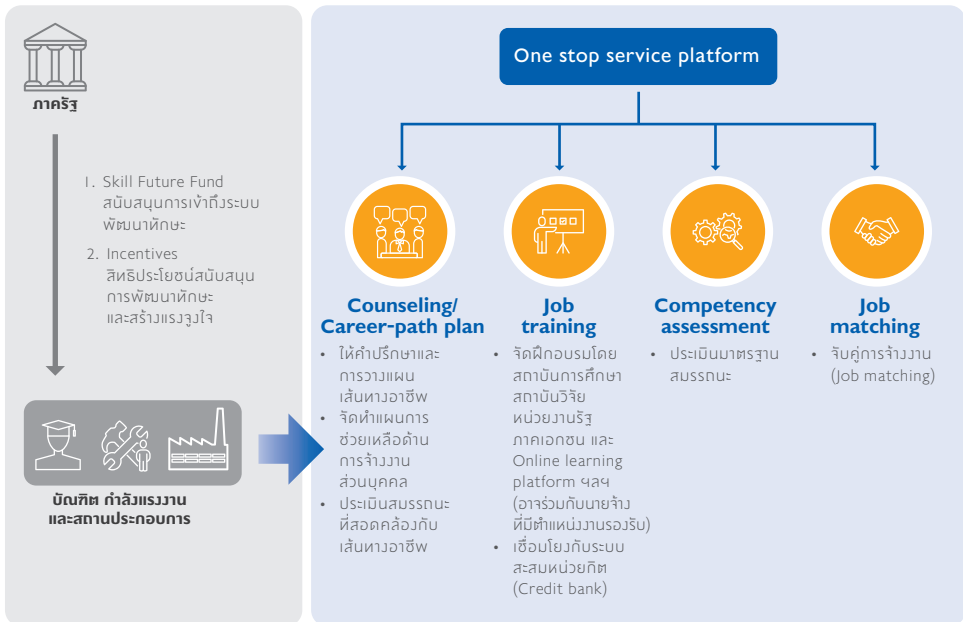 ภาครัฐ
1. Skill Future Fund
สนับสนุนการเข้าถึงระบบ
พัฒนาทักษะ
2. Incentives
สิทธิประโยชน์สนับสนุน
การพัฒนาทักษะ
และสร้างแรงจูงใจ
บัณฑิต กำลังแรงงาน
และสถานประกอบการ
One stop service platform
Counseling/
Career-path plan
• ให้คำปรึกษาและ
การวางแผน
เส้นทางอาชีพ
• จัดทำแผนการ
ช่วยเหลือด้าน
การจ้างงาน
ส่วนบุคคล
• ประเมินสมรรถนะ
ที่สอดคล้องกับ
เส้นทางอาชีพ
Job
training
• จัดฝึกอบรมโดย
สถาบันการศึกษา
สถาบันวิจัย
หน่วยงานรัฐ
ภาคเอกชน และ
Online learning
platform ฯลฯ
(อาจร่วมกับนายจ้าง
ที่มีตำแหน่งงานรองรับ)
• เชื่อมโยงกับระบบ
สะสมหน่วยกิต
(Credit bank)
Competency
assessment
• ประเมินมาตรฐาน
สมรรถนะ
Job
matching
• จับคู่การจ้างงาน
(Job matching)